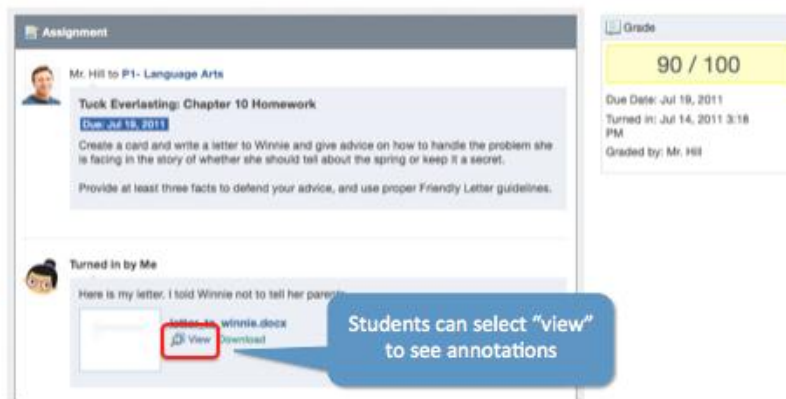 Assignment
Mr. Hill to P1- Language Arts
Tuck Everlasting: Chapter 10 Homework
Due: Jul 19, 2011
Create a card and write a letter to Winnie and give advice on how to handle the problem she
is facing in the story of whether she should tell about the spring or keep it a secret.
Provide at least three facts to defend your advice, and use proper Friendly Letter guidelines.
Turned in by Me
Here is my letter. I told Winnie not to tell her parents
letter_to_winnie.docx
View Download
Students can select "view"
to see annotations
Grade
90 / 100
Due Date: Jul 19, 2011
Turned in: Jul 14, 2011 3:18
PM
Graded by: Mr. Hill